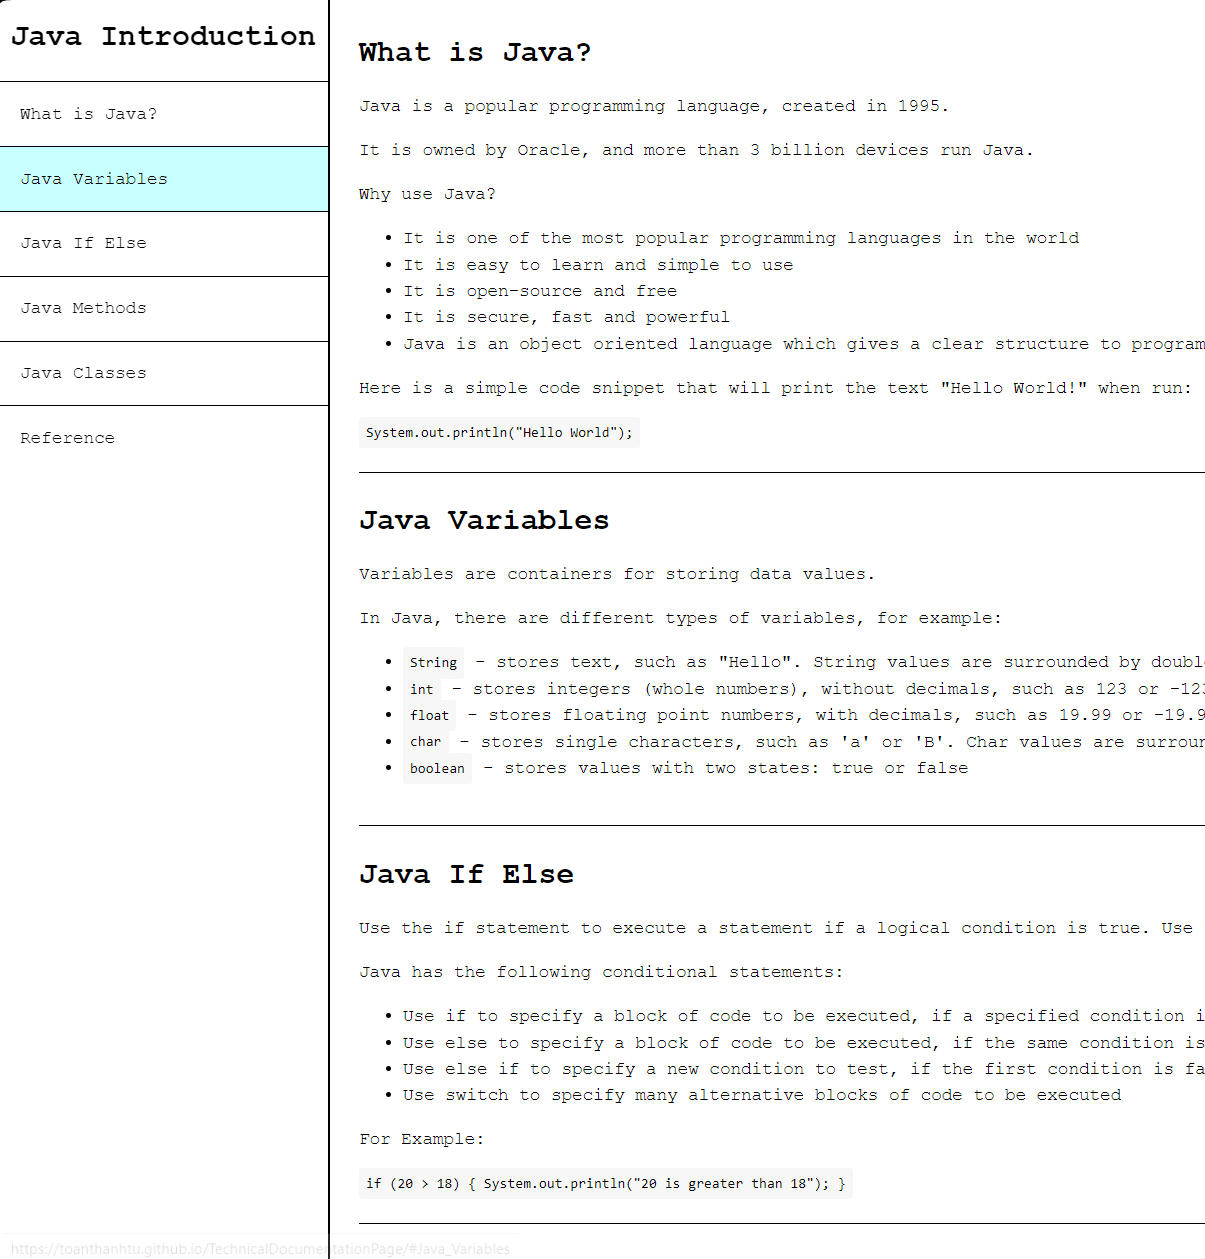 Java Introduction
What is Java?
Java Variables
Java If Else
Java Methods
Java Classes
Reference
What is Java?
Java is a popular programming language, created in 1995.
It is owned by Oracle, and more than 3 billion devices run Java.
Why use Java?
• It is one of the most popular programming languages in the world
• It is easy to learn and simple to use
• It is open-source and free
• It is secure, fast and powerful
• Java is an object oriented language which gives a clear structure to program
Here is a simple code snippet that will print the text "Hello World!" when run:
System.out.println("Hello World");
Java Variables
Variables are containers for storing data values.
In Java, there are different types of variables, for example:
• String - stores text, such as "Hello". String values are surrounded by doubl
• int - stores integers (whole numbers), without decimals, such as 123 or -123
• float - stores floating point numbers, with decimals, such as 19.99 or -19.9
• char - stores single characters, such as 'a' or 'B'. Char values are surroun
• boolean - stores values with two states: true or false
Java If Else
Use the if statement to execute a statement if a logical condition is true. Use
Java has the following conditional statements:
• Use if to specify a block of code to be executed, if a specified condition i
• Use else to specify a block of code to be executed, if the same condition is
• Use else if to specify a new condition to test, if the first condition is fa
• Use switch to specify many alternative blocks of code to be executed
For Example:
if (20 > 18) { System.out.println("20 is greater than 18"); }
https://toanthanhtu.github.io/TechnicalDocumentationPage/#Java_Variables